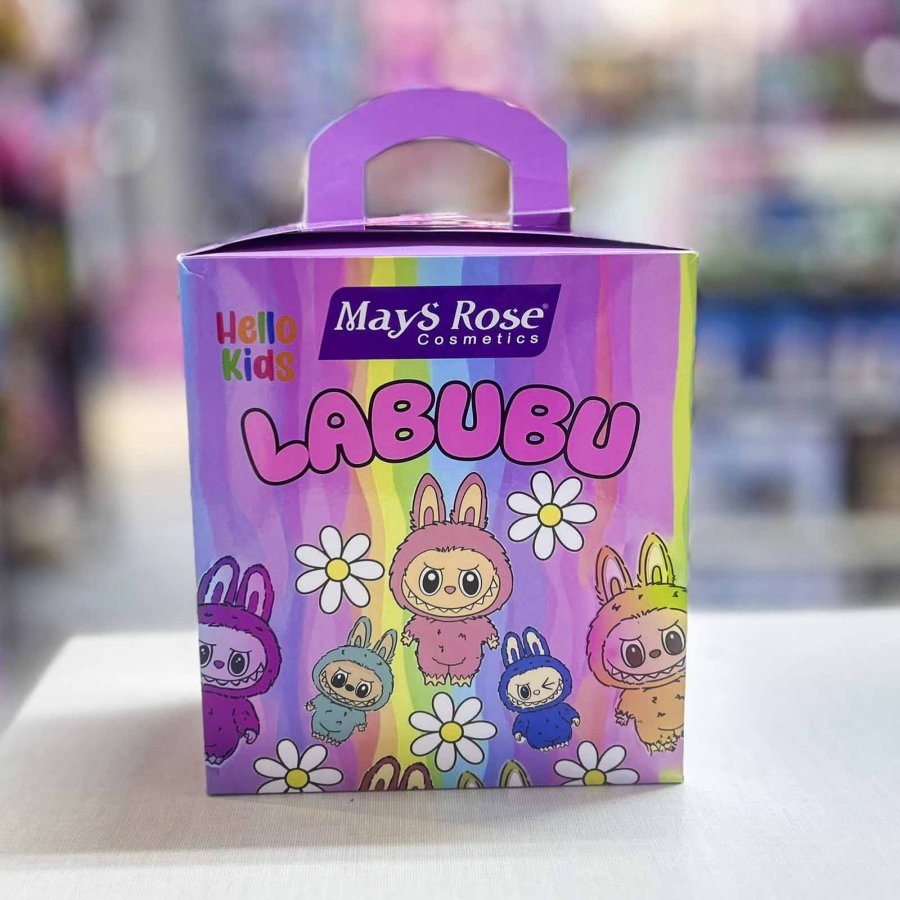 Hello
Kids
MayS Rose®
Cosmetics
LABUBU